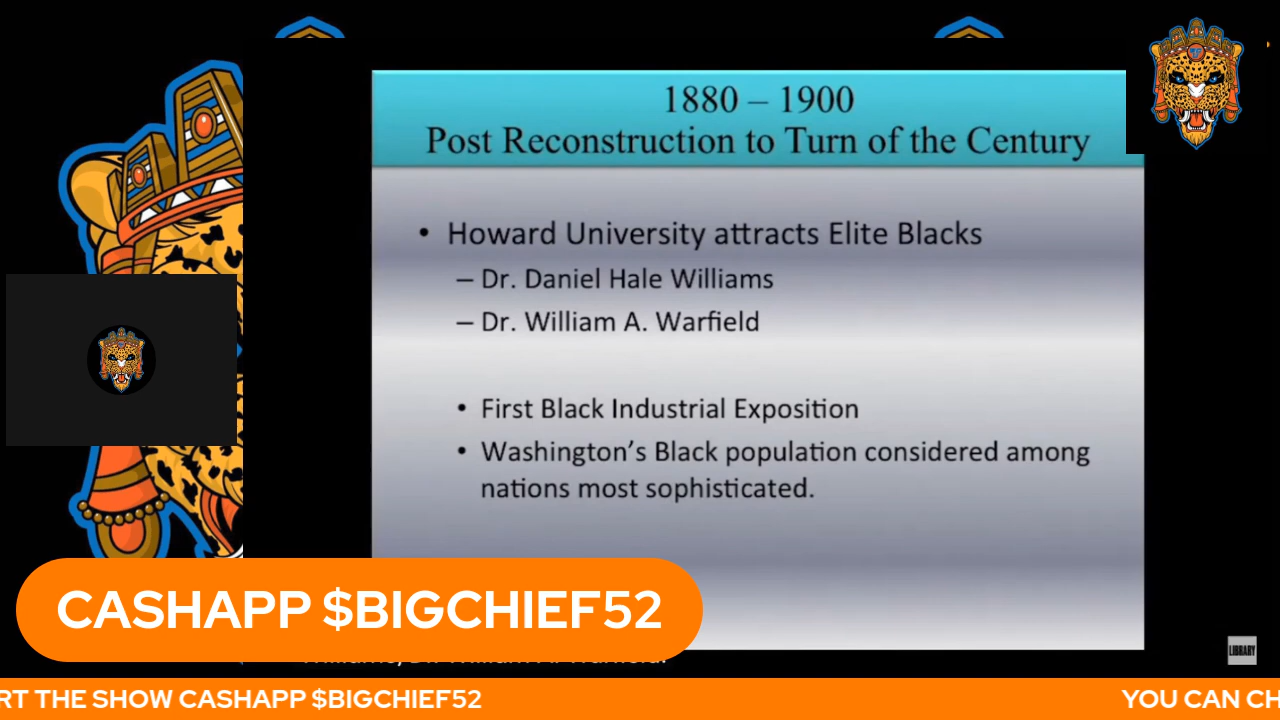 1880 – 1900
Post Reconstruction to Turn of the Century
• Howard University attracts Elite Blacks
– Dr. Daniel Hale Williams
– Dr. William A. Warfield
• First Black Industrial Exposition
• Washington’s Black population considered among
nations most sophisticated.
CASHAPP $BIGCHIEF52
LIBRARY
RT THE SHOW CASHAPP $BIGCHIEF52
YOU CAN CH